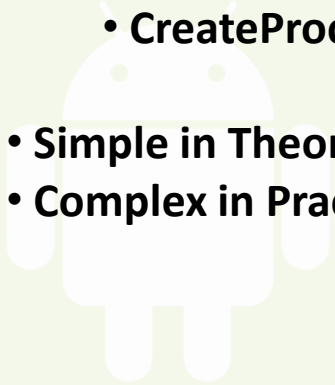 • CreateProc
• Simple in Theor
• Complex in Prac